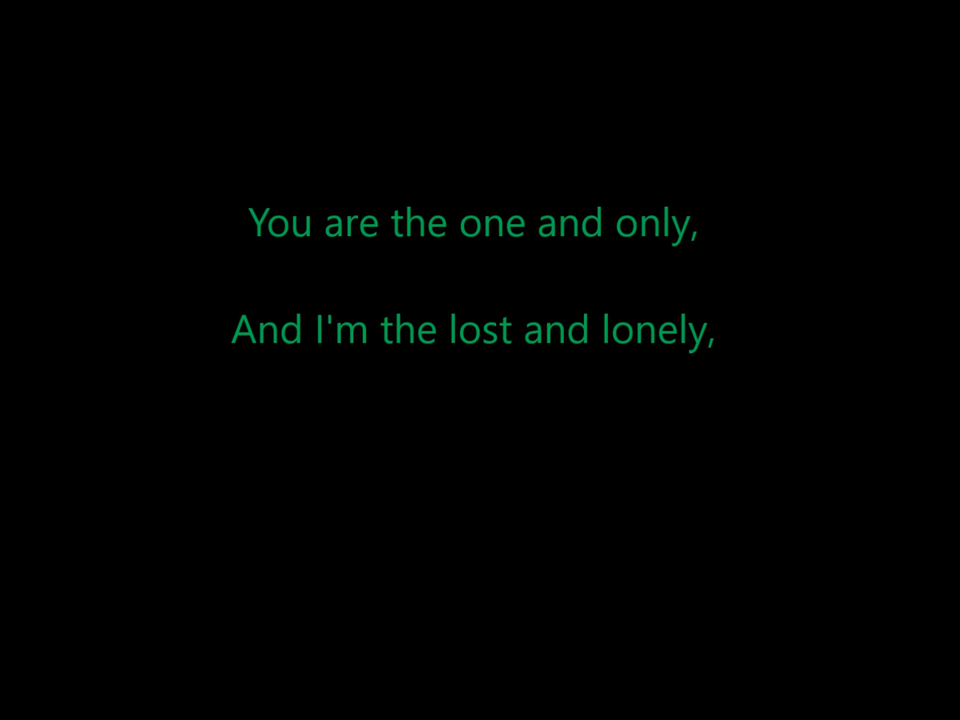 You are the one and only,
And I'm the lost and lonely,